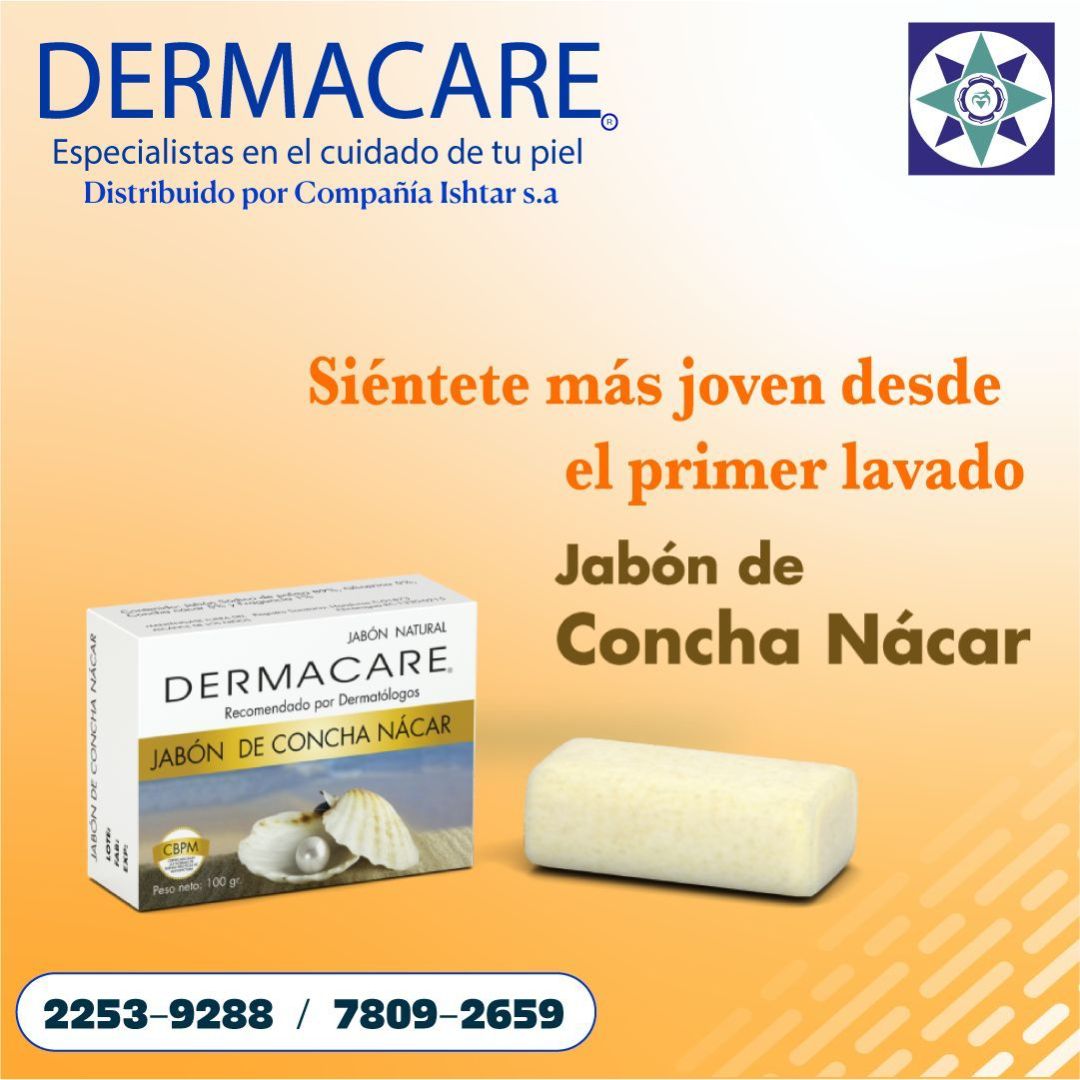 DERMACARE®
Especialistas en el cuidado de tu piel
Distribuido por Compañía Ishtar s.a
Siéntete más joven desde
el primer lavado
Jabón de
Concha Nácar
JABÓN NATURAL
DERMACARE®
Recomendado por Dermatólogos
JABÓN DE CONCHA NÁCAR
CBPM
Peso neto: 100 gr.
JABÓN DE CONCHA NÁCAR
LOTE:
FAB:
EXP:
2253-9288 / 7809-2659